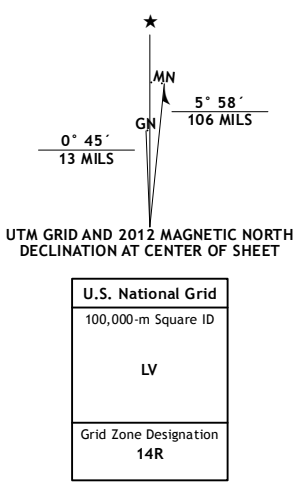 ★
MN
5° 58´
106 MILS
GN
0° 45´
13 MILS
UTM GRID AND 2012 MAGNETIC NORTH
DECLINATION AT CENTER OF SHEET
U.S. National Grid
100,000-m Square ID
LV
Grid Zone Designation
14R